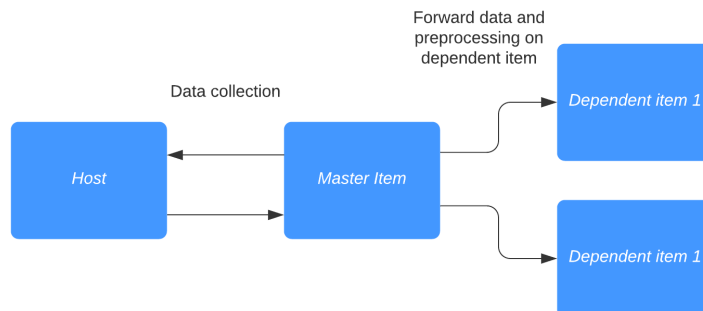 Forward data and
preprocessing on
dependent item
Data collection
Dependent item 1
Host
Master Item
Dependent item 1